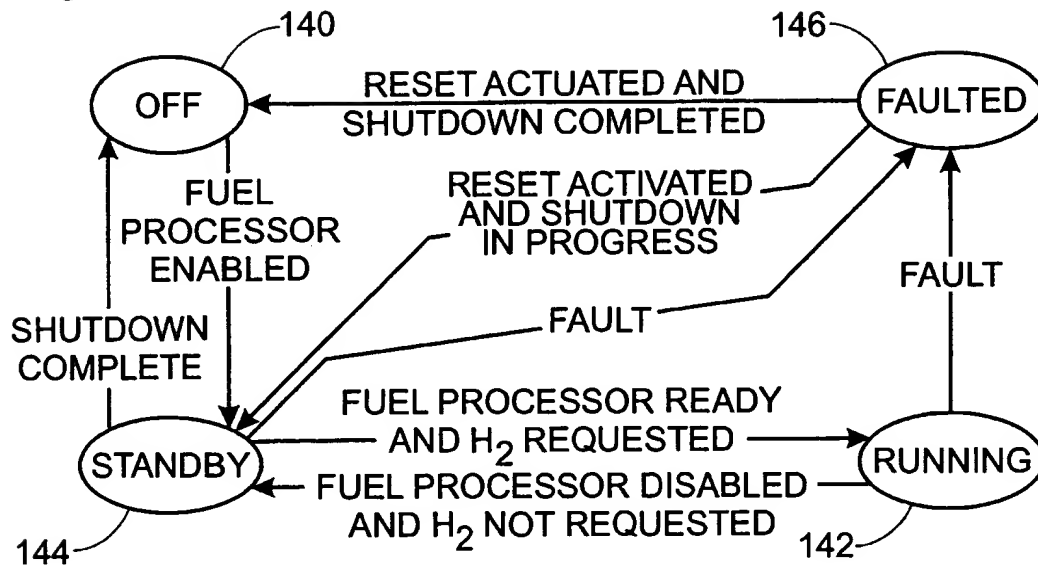 140
146
OFF
RESET ACTUATED AND
SHUTDOWN COMPLETED
FAULTED
FUEL
PROCESSOR
ENABLED
RESET ACTIVATED
AND SHUTDOWN
IN PROGRESS
FAULT
SHUTDOWN
COMPLETE
FAULT
FUEL PROCESSOR READY
AND H2 REQUESTED
STANDBY
RUNNING
FUEL PROCESSOR DISABLED
AND H2 NOT REQUESTED
144
142